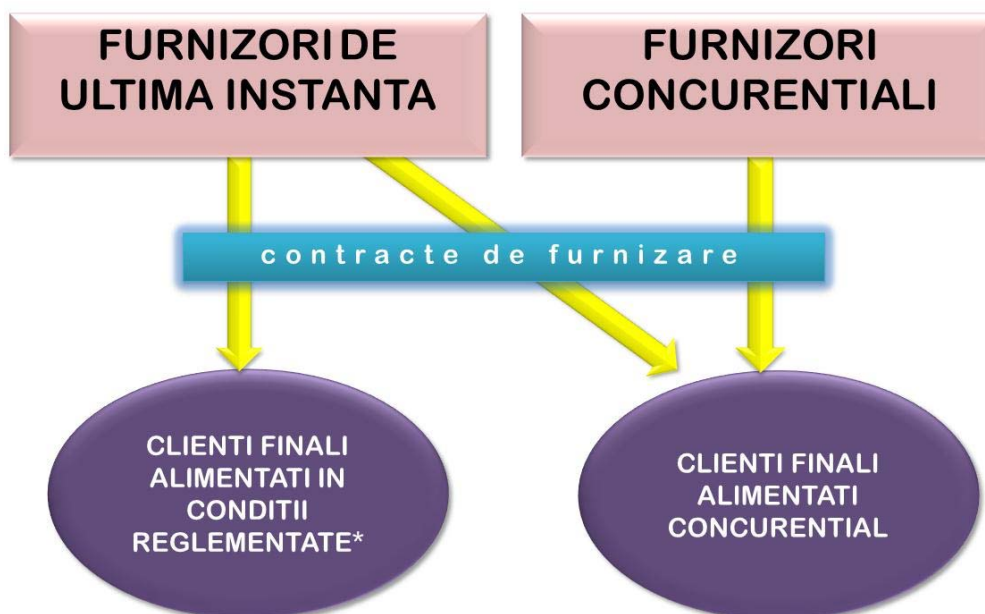 FURNIZORI DE
ULTIMA INSTANTA
FURNIZORI
CONCURENTIALI
contracte de furnizare
CLIENTI FINALI
ALIMENTATI IN
CONDITII
REGLEMENTATE*
CLIENTI FINALI
ALIMENTATI
CONCURENTIAL